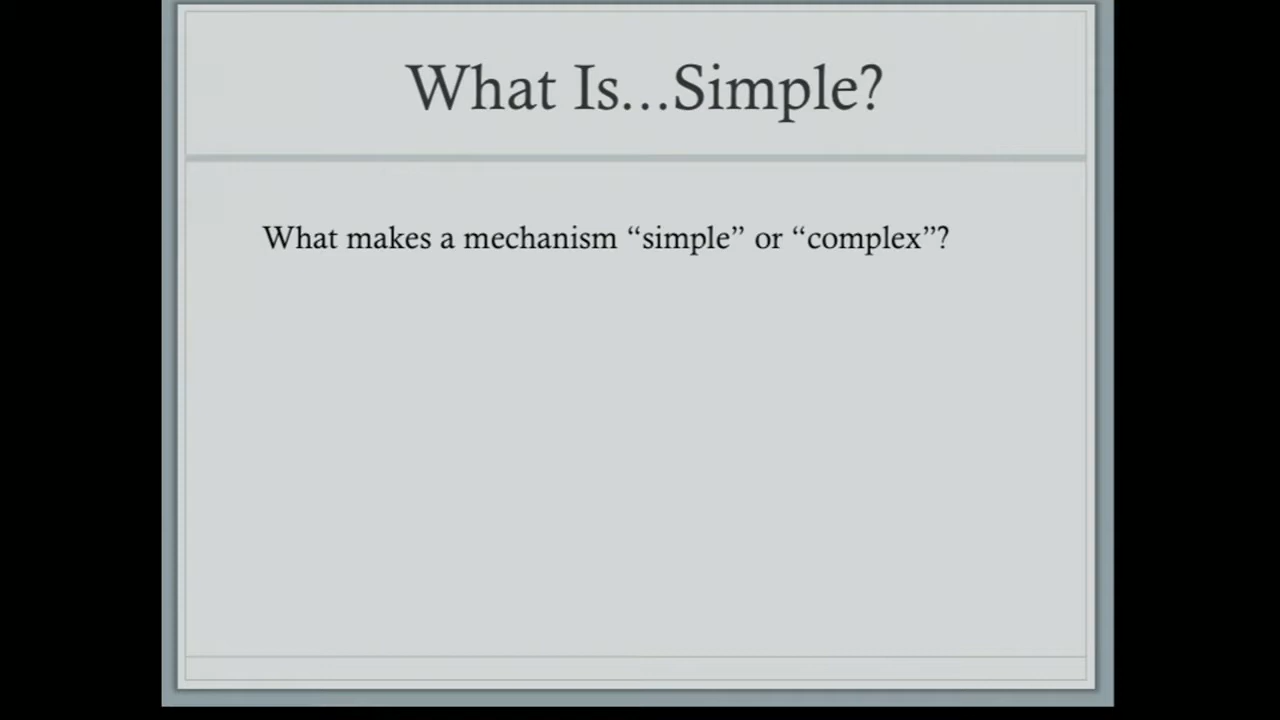 What Is...Simple?
What makes a mechanism “simple” or “complex”?